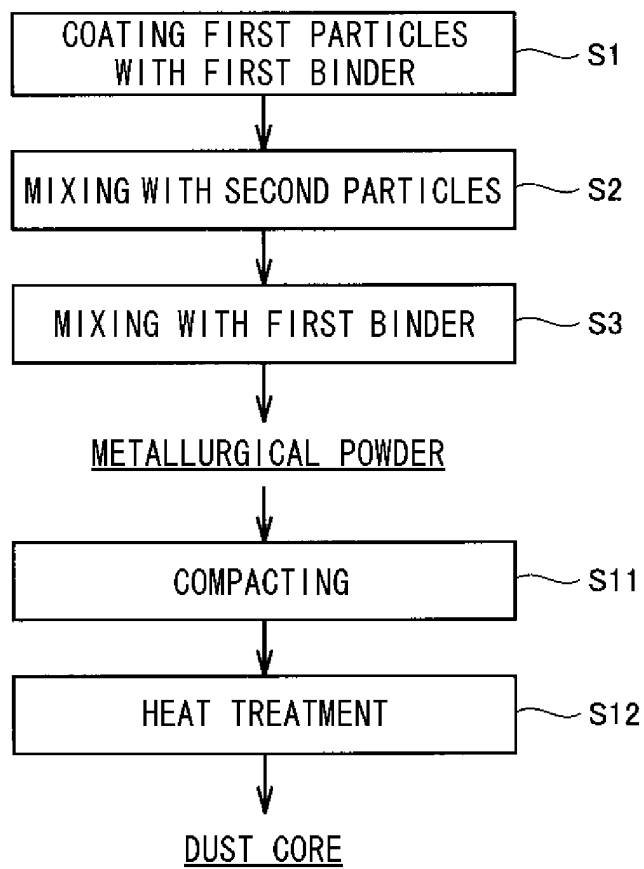 COATING FIRST PARTICLES
WITH FIRST BINDER
S1
MIXING WITH SECOND PARTICLES
S2
MIXING WITH FIRST BINDER
S3
METALLURGICAL POWDER
COMPACTING
S11
HEAT TREATMENT
S12
DUST CORE